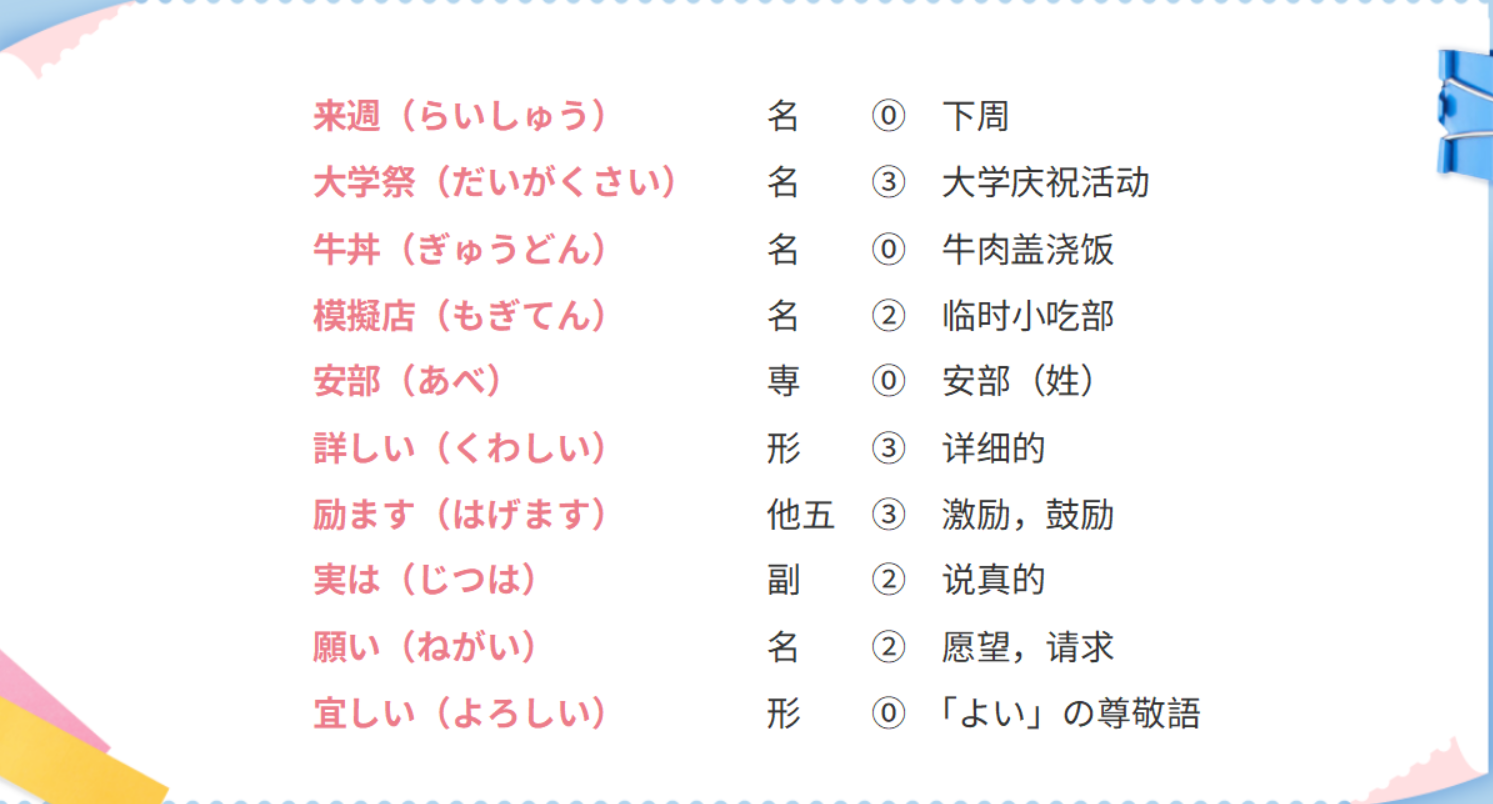 来週（らいしゅう） 名 ⓪ 下周
大学祭（だいがくさい） 名 ③ 大学庆祝活动
牛丼（ぎゅうどん） 名 ⓪ 牛肉盖浇饭
模擬店（もぎてん） 名 ② 临时小吃部
安部（あべ） 専 ⓪ 安部（姓）
詳しい（くわしい） 形 ③ 详细的
励ます（はげます） 他五 ③ 激励，鼓励
実は（じつは） 副 ② 说真的
願い（ねがい） 名 ② 愿望，请求
宜しい（よろしい） 形 ⓪ 「よい」の尊敬語